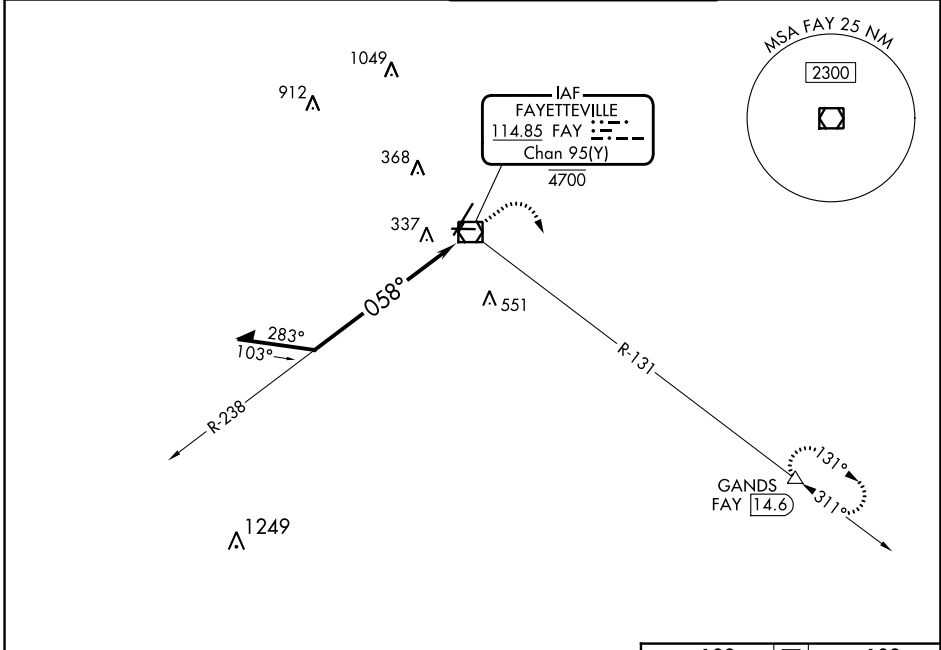 MSA FAY 25 NM
2300
1049
912
IAF
FAYETTEVILLE
114.85 FAY
Chan 95(Y)
4700
368
337
551
058°
283°
103°
R-238
R-131
GANDS
FAY 14.6
131°
311°
1249